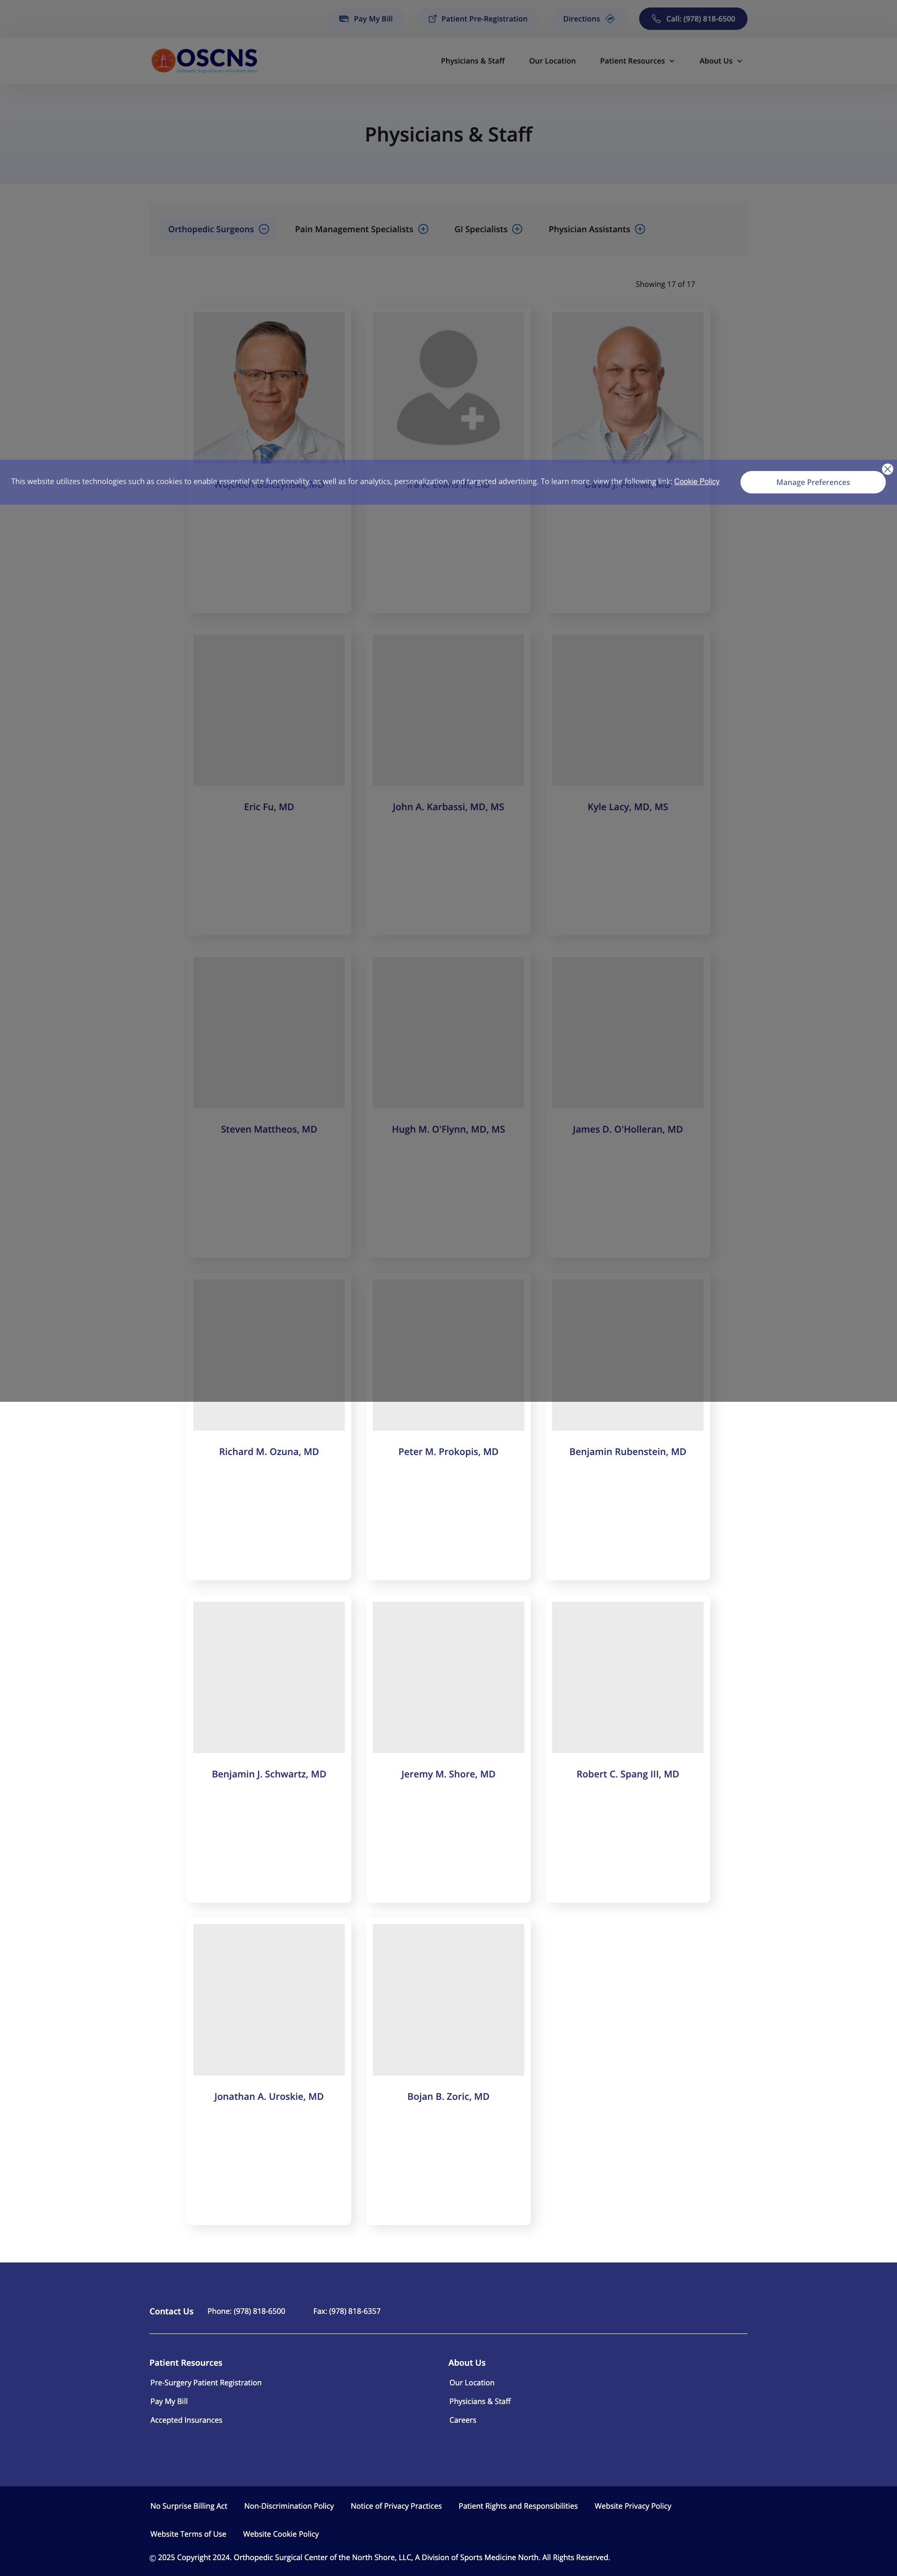 Pay My Bill
Patient Pre-Registration
Directions
Call: (978) 818-6500
OSCNS
Orthopedic Surgical Center of the North Shore
Physicians & Staff
Our Location
Patient Resources
About Us
Physicians & Staff
Orthopedic Surgeons
Pain Management Specialists
GI Specialists
Physician Assistants
Showing 17 of 17
This website utilizes technologies such as cookies to enable essential site functionality, as well as for analytics, personalization, and targeted advertising. To learn more, view the following link: Cookie Policy
Manage Preferences
Eric Fu, MD
John A. Karbassi, MD, MS
Kyle Lacy, MD, MS
Steven Mattheos, MD
Hugh M. O'Flynn, MD, MS
James D. O'Holleran, MD
Richard M. Ozuna, MD
Peter M. Prokopis, MD
Benjamin Rubenstein, MD
Benjamin J. Schwartz, MD
Jeremy M. Shore, MD
Robert C. Spang III, MD
Jonathan A. Uroskie, MD
Bojan B. Zoric, MD
Contact Us
Phone: (978) 818-6500
Fax: (978) 818-6357
Patient Resources
Pre-Surgery Patient Registration
Pay My Bill
Accepted Insurances
About Us
Our Location
Physicians & Staff
Careers
No Surprise Billing Act
Non-Discrimination Policy
Notice of Privacy Practices
Patient Rights and Responsibilities
Website Privacy Policy
Website Terms of Use
Website Cookie Policy
© 2025 Copyright 2024. Orthopedic Surgical Center of the North Shore, LLC, A Division of Sports Medicine North. All Rights Reserved.